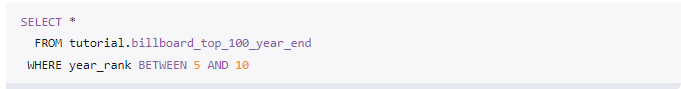 SELECT *
FROM tutorial.billboard_top_100_year_end
WHERE year_rank BETWEEN 5 AND 10